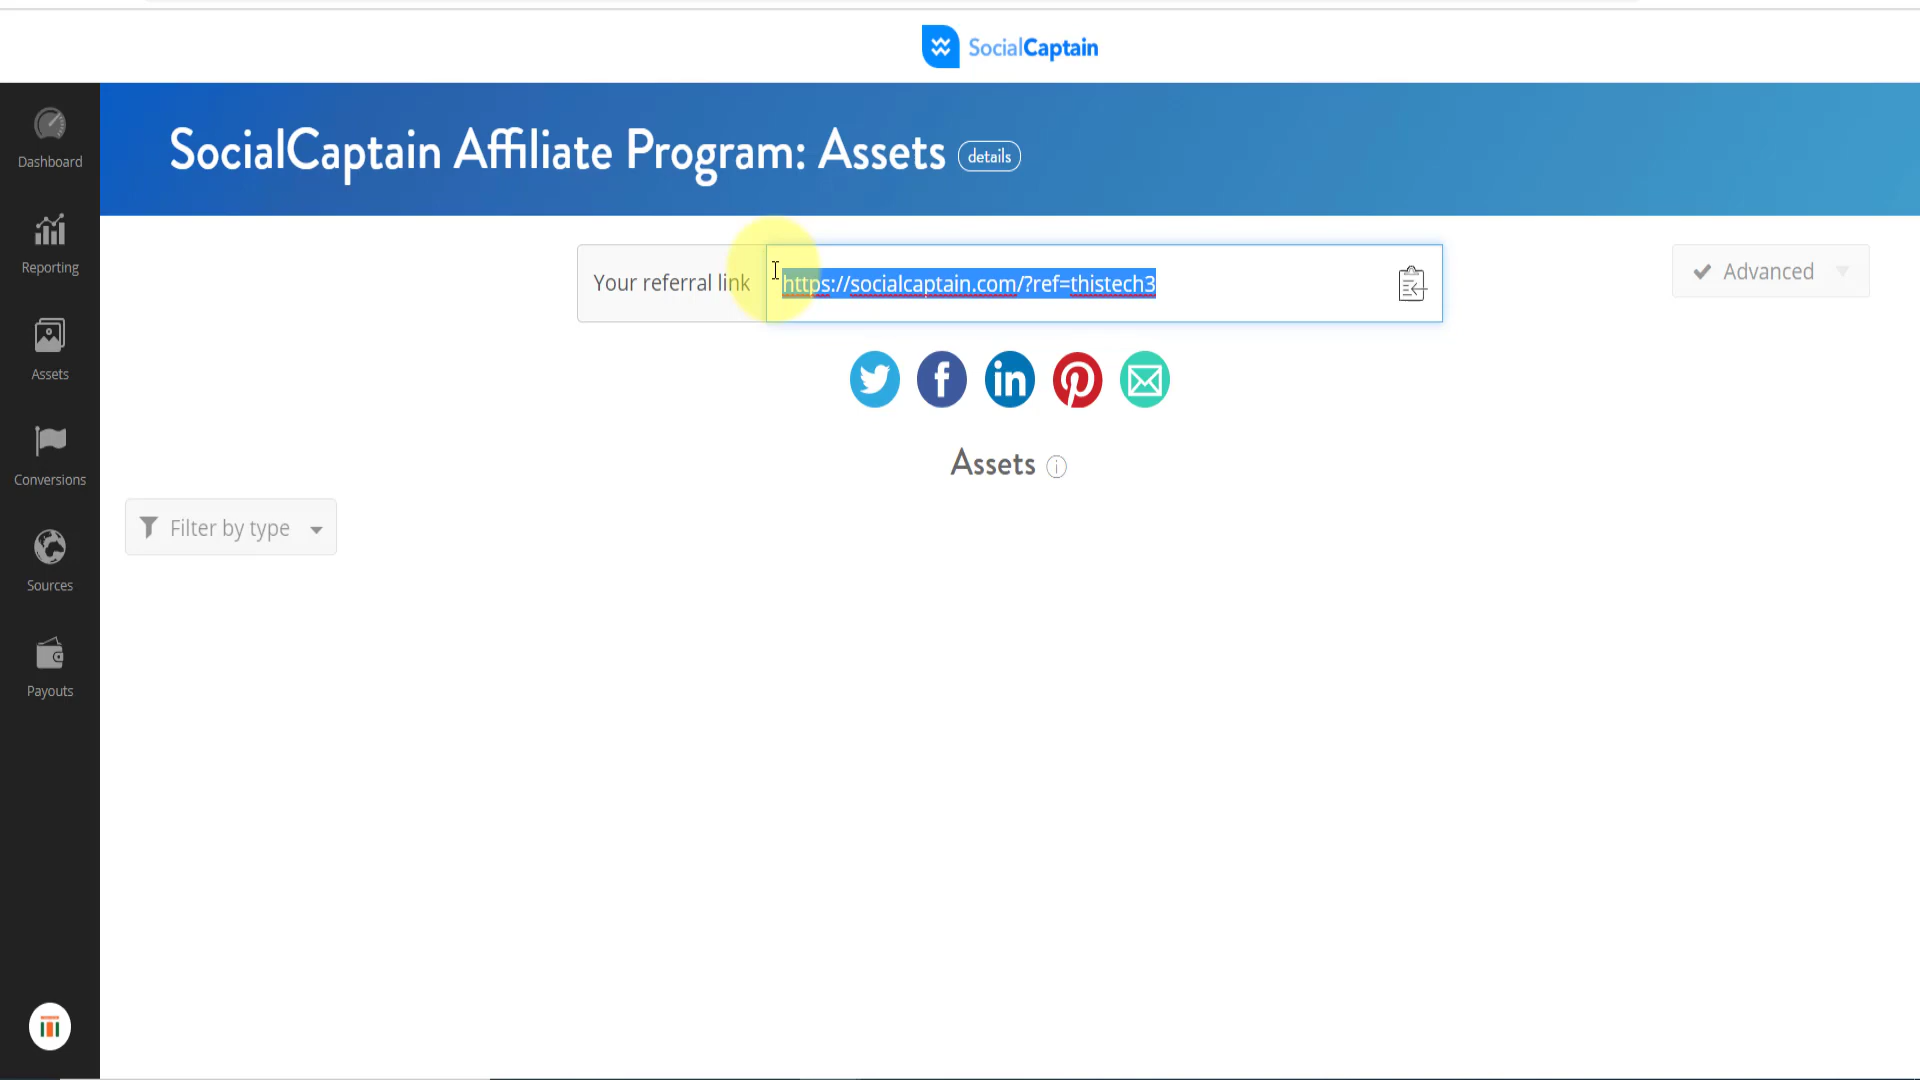 SocialCaptain
SocialCaptain Affiliate Program: Assets details
Dashboard
Reporting
Assets
Conversions
Sources
Payouts
Your referral link https://socialcaptain.com/?ref=thistech3
Advanced
Assets
Filter by type